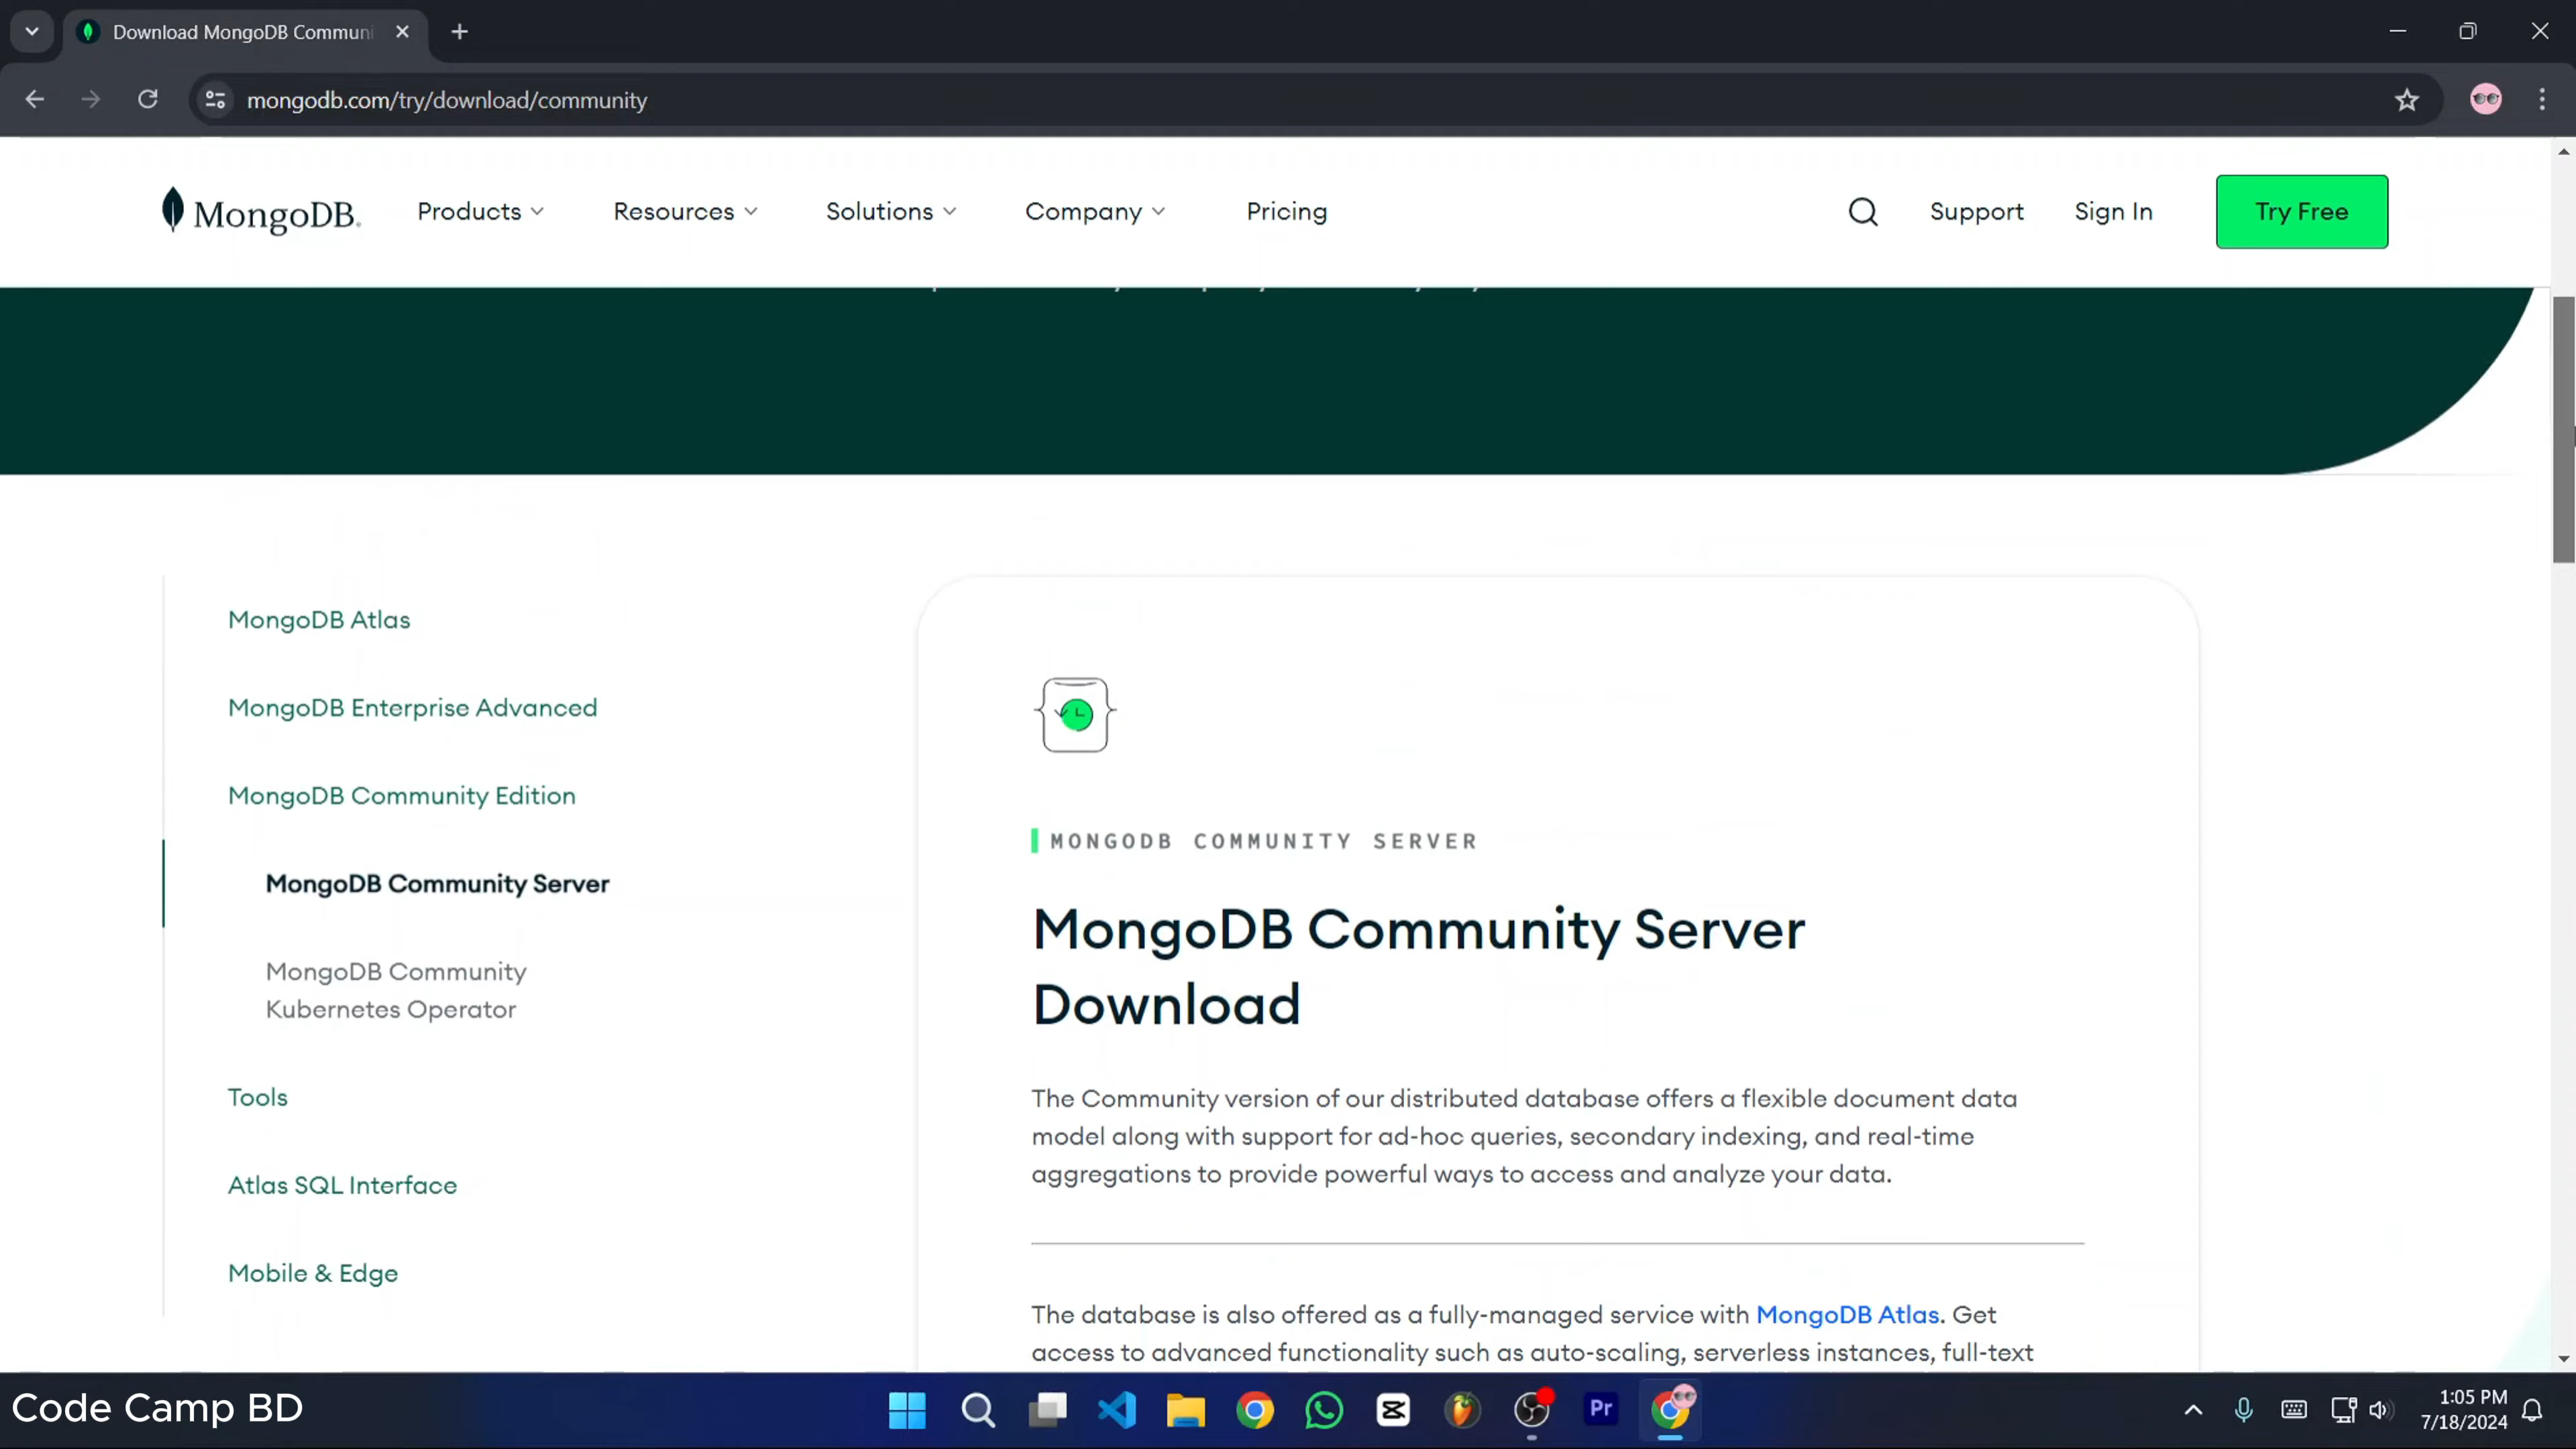 Download MongoDB Communi
mongodb.com/try/download/community
MongoDB.
Products
Resources
Solutions
Company
Pricing
Support
Sign In
Try Free
MongoDB Atlas
MongoDB Enterprise Advanced
MongoDB Community Edition
MongoDB Community Server
MongoDB Community
Kubernetes Operator
Tools
Atlas SQL Interface
Mobile & Edge
MONGODB COMMUNITY SERVER
MongoDB Community Server
Download
The Community version of our distributed database offers a flexible document data
model along with support for ad-hoc queries, secondary indexing, and real-time
aggregations to provide powerful ways to access and analyze your data.
The database is also offered as a fully-managed service with MongoDB Atlas. Get
access to advanced functionality such as auto-scaling, serverless instances, full-text
Code Camp BD
Pr
1:05 PM
7/18/2024